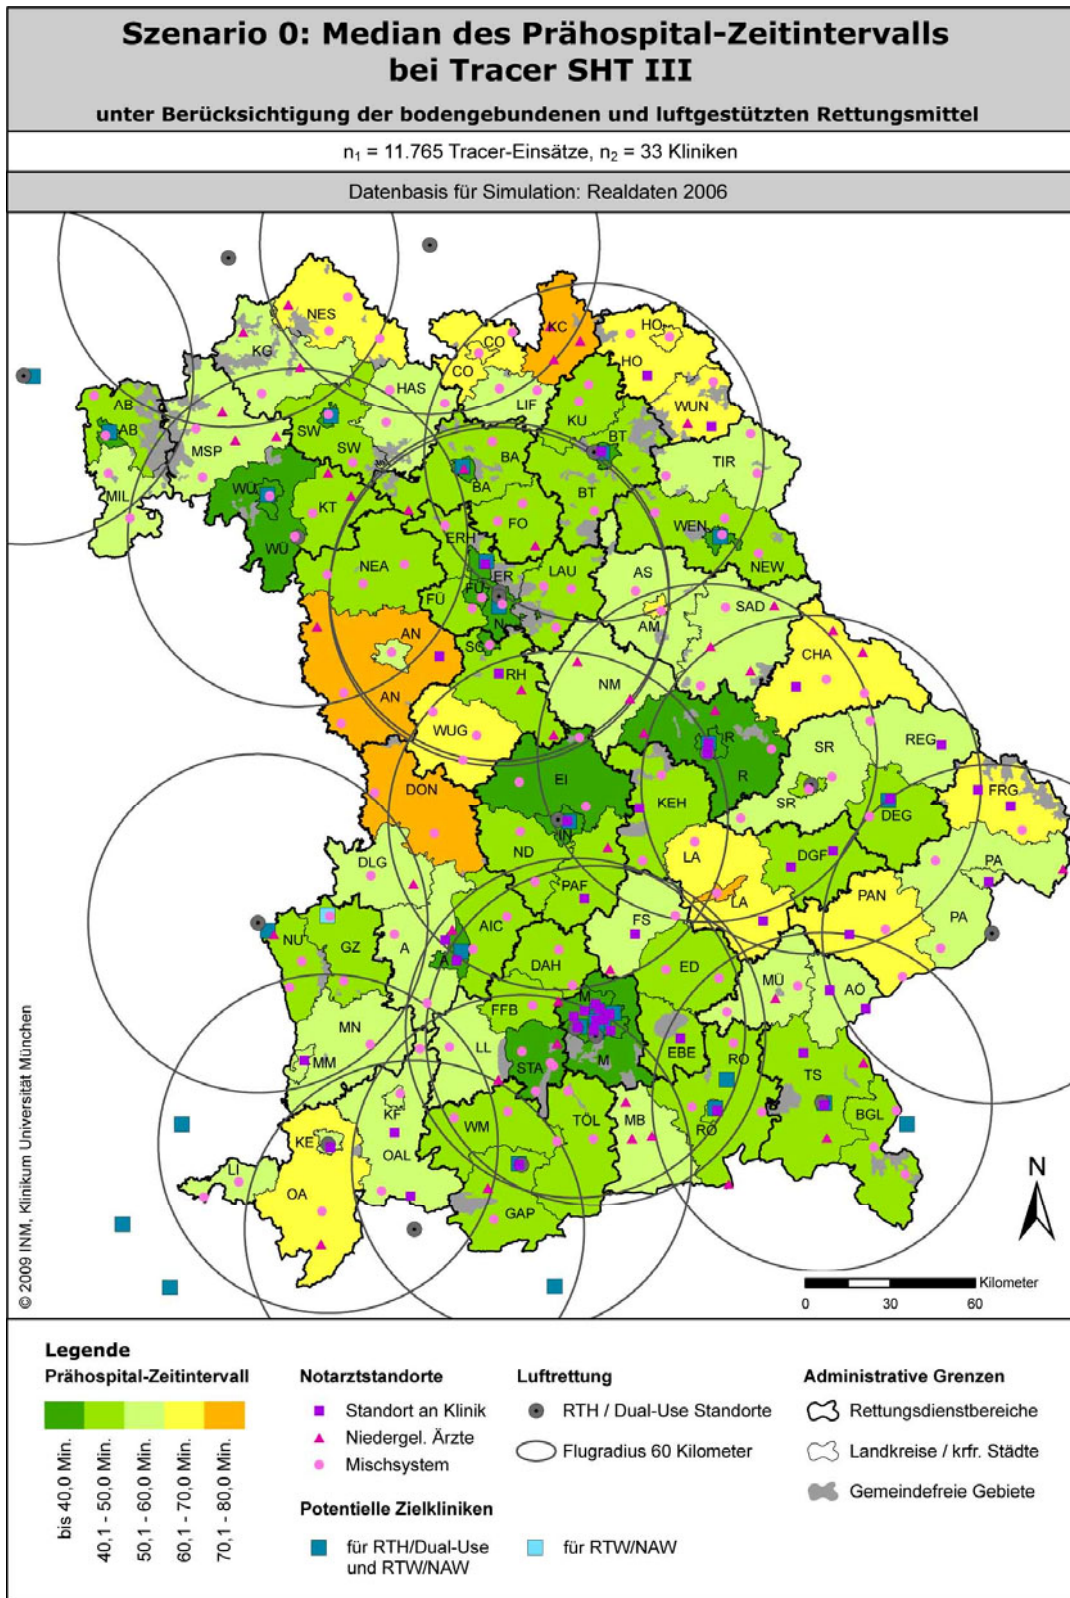 Szenario 0: Median des Prähospital-Zeitintervalls
bei Tracer SHT III
unter Berücksichtigung der bodengebundenen und luftgestützten Rettungsmittel
n₁ = 11.765 Tracer-Einsätze, n₂ = 33 Kliniken
Datenbasis für Simulation: Realdaten 2006
NES
KC
HO
CO
KG
CO
HO
HAS
LIF
WUN
AB
KU
AB
SW
BT
MSP
SW
BA
TIR
MIL
WÜ
BA
BT
KT
FO
WEN
WÜ
ERH
NEW
NEA
ER
LAU
AS
FÜ
FÜ
N
AM
SAD
AN
SC
CHA
RH
NM
AN
WUG
R
SR
REG
EI
R
DON
KEH
SR
FRG
IN
DEG
ND
LA
DGF
PA
DLG
PAF
LA
PAN
AIC
FS
PA
NU
GZ
A
A
DAH
ED
MÜ
AÖ
FFB
M
MN
LL
EBE
RO
MM
STA
M
TS
KF
WM
TÖL
MB
RO
BGL
KE
OAL
LI
OA
GAP
N
Kilometer
0 30 60
© 2009 INM, Klinikum Universität München
Legende
Prähospital-Zeitintervall
bis 40,0 Min.
40,1 - 50,0 Min.
50,1 - 60,0 Min.
60,1 - 70,0 Min.
70,1 - 80,0 Min.
Notarztstandorte
Standort an Klinik
Niedergel. Ärzte
Mischsystem
Potentielle Zielkliniken
für RTH/Dual-Use
und RTW/NAW
für RTW/NAW
Luftrettung
RTH / Dual-Use Standorte
Flugradius 60 Kilometer
Administrative Grenzen
Rettungsdienstbereiche
Landkreise / krfr. Städte
Gemeindefreie Gebiete